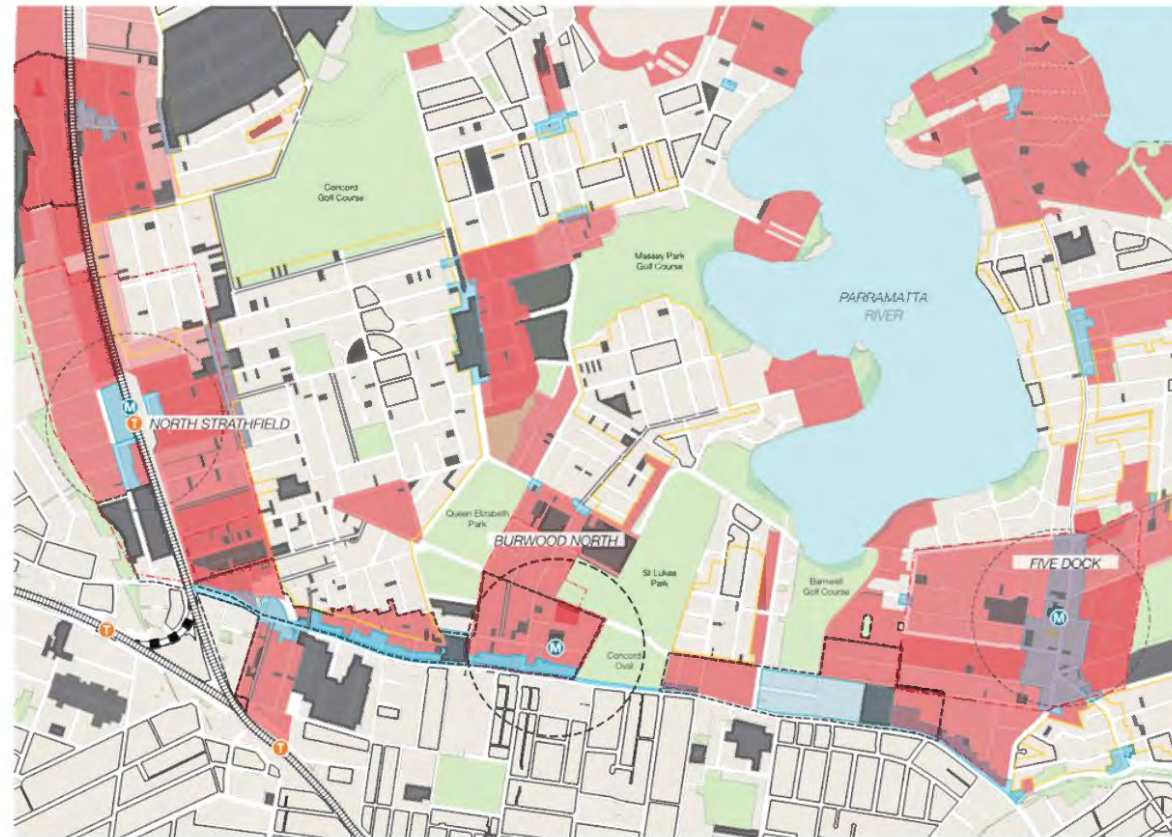 Concord
Golf Course
Massey Park
Golf Course
PARRAMATTA
RIVER
M
T
NORTH STRATHFIELD
Queen Elizabeth
Park
BURWOOD NORTH
St Lukes
Park
Barnwell
Golf Course
FIVE DOCK
M
M
Concord
Oval
T
T